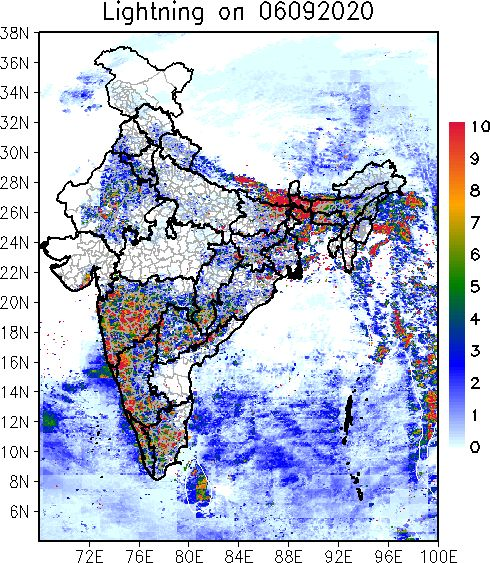 Lightning on 06092020
38N
36N
34N
32N
30N
28N
26N
24N
22N
20N
18N
16N
14N
12N
10N
8N
6N
72E 76E 80E 84E 88E 92E 96E 100E
10
9
8
7
6
5
4
3
2
1
0